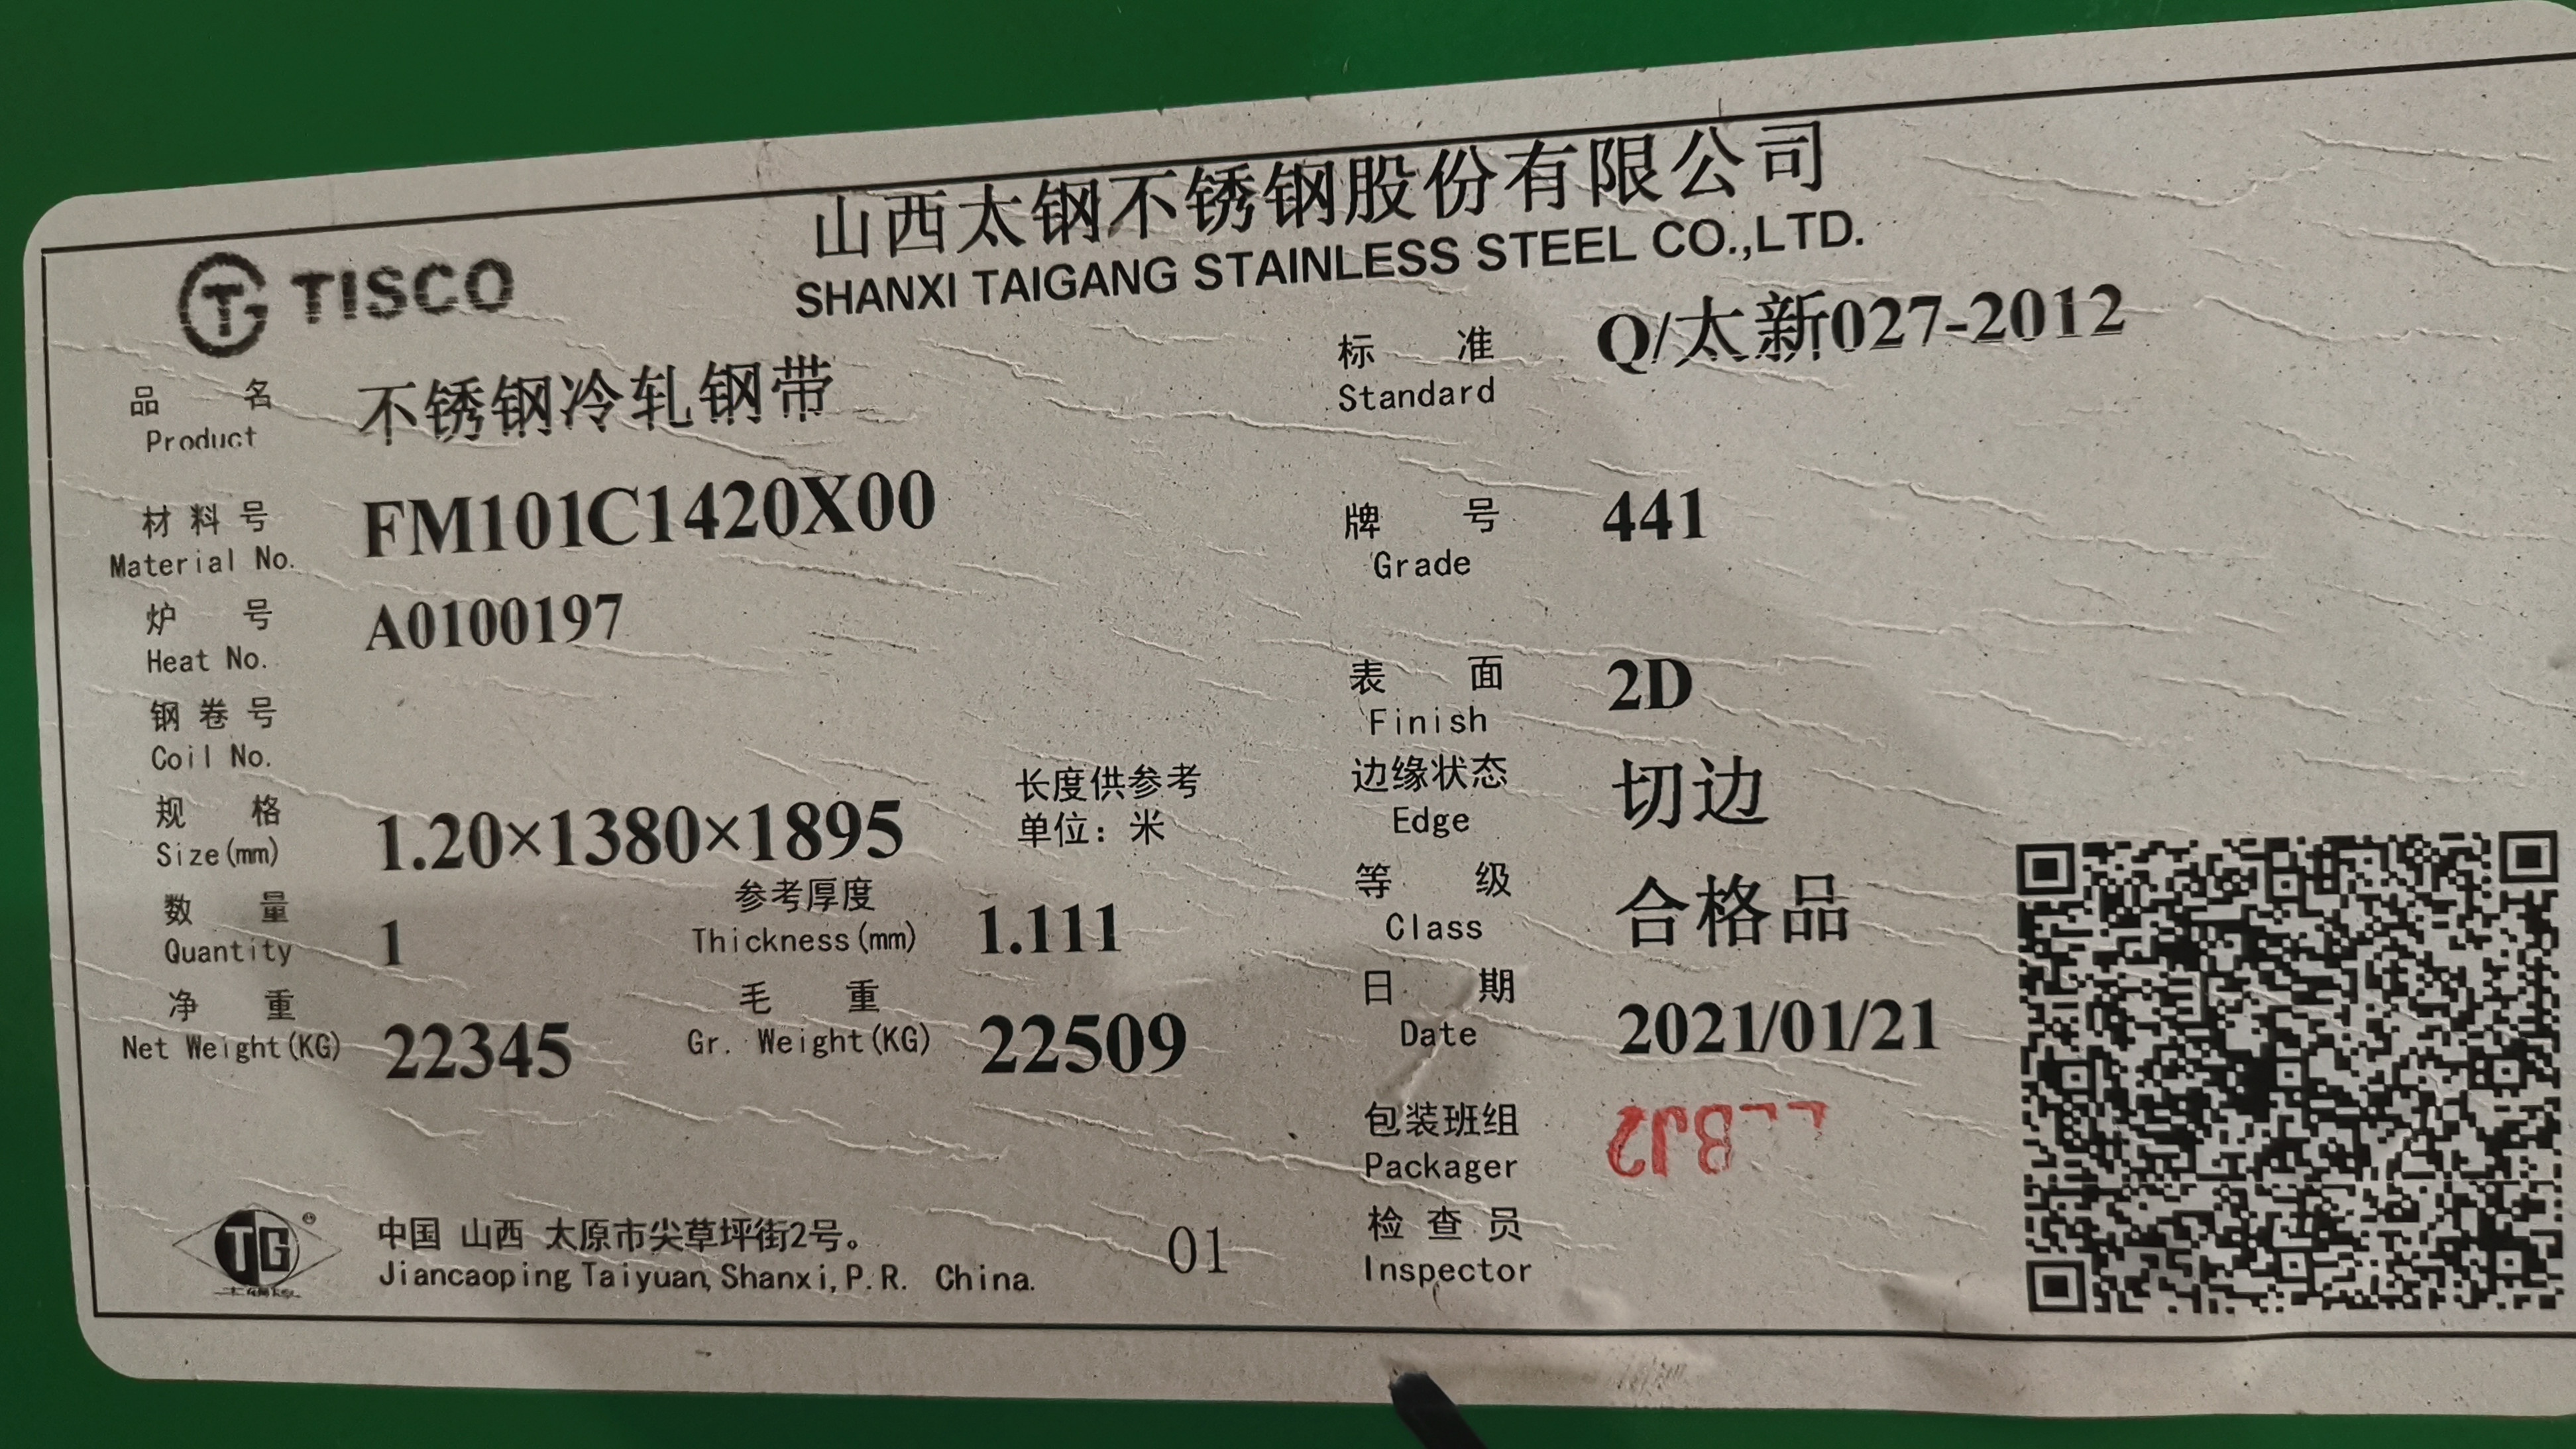 山西太钢不锈钢股份有限公司
SHANXI TAIGANG STAINLESS STEEL CO.,LTD.
TISCO
品名 不锈钢冷轧钢带
Product
标准 Q/太新027-2012
Standard
材料号 FM101C1420X00
Material No.
牌号 441
Grade
炉号 A0100197
Heat No.
表面 2D
Finish
钢卷号
Coil No.
边缘状态 切边
Edge
规格 1.20×1380×1895
Size(mm)
长度供参考
单位：米
等级 合格品
Class
数量 1
Quantity
参考厚度 1.111
Thickness(mm)
日期 2021/01/21
Date
净重 22345
Net Weight(KG)
毛重 22509
Gr. Weight(KG)
包装班组
Packager
检查员
Inspector
TG
中国 山西 太原市尖草坪街2号。
Jiancaoping Taiyuan, Shanxi, P.R. China.
01